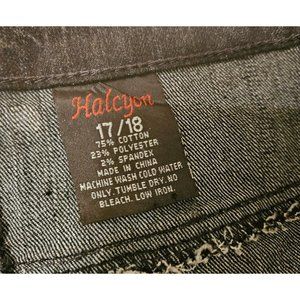 Halcyon
17/18
75% COTTON
23% POLYESTER
2% SPANDEX
MADE IN CHINA
MACHINE WASH COLD WATER
ONLY. TUMBLE DRY. NO
BLEACH. LOW IRON.